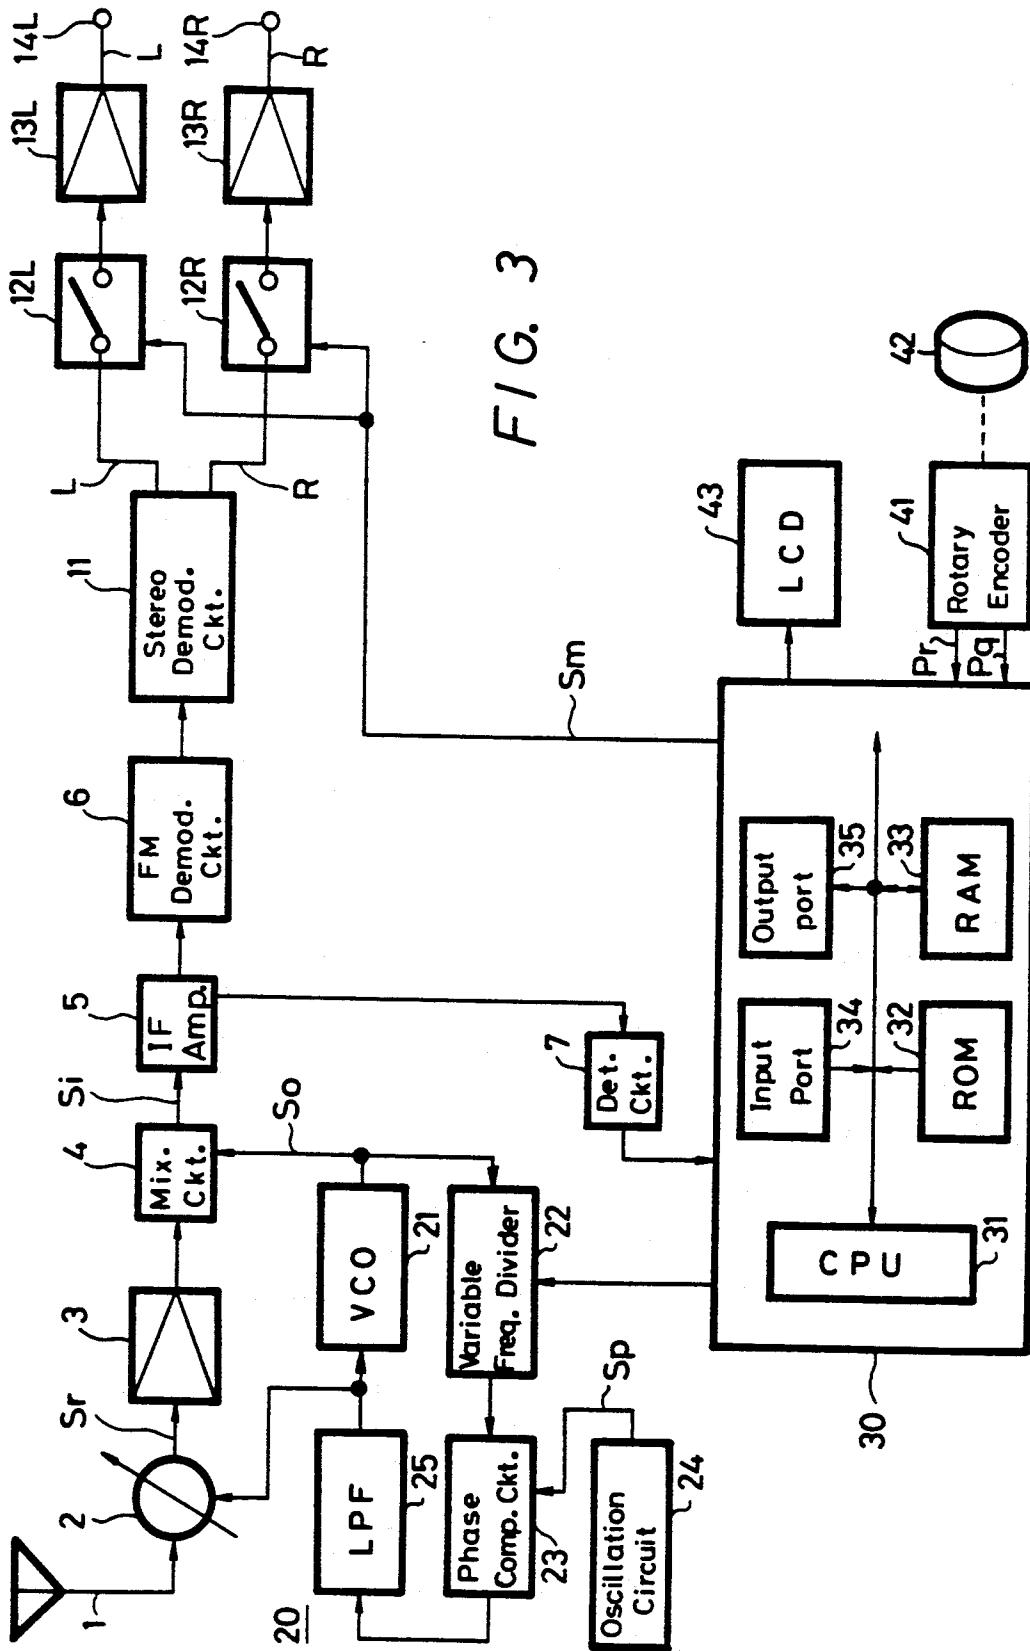 FIG. 3
1
2
Sr
3
4
Mix.
Ckt.
Si
5
IF
Amp.
6
FM
Demod.
Ckt.
11
Stereo
Demod.
Ckt.
L
R
12L
12R
13L
13R
14L
L
14R
R
20
LPF
25
VCO
21
So
Phase
Comp. Ckt.
23
Variable
Freq. Divider
22
Oscillation
Circuit
24
Sp
7
Det.
Ckt.
Sm
30
CPU
31
Input
Port
34
Output
port
35
ROM
32
RAM
33
43
LCD
Pr
Pq
41
Rotary
Encoder
42